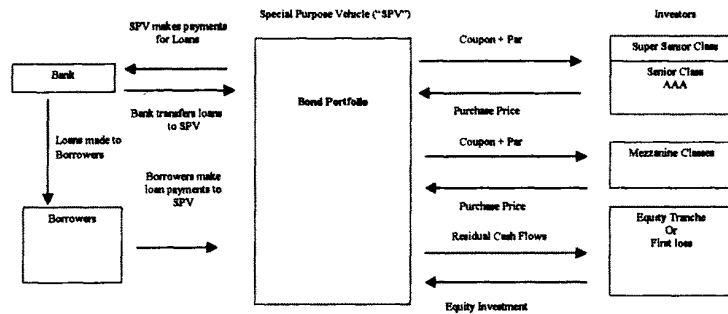 Special Purpose Vehicle ("SPV")
Investors
SPV makes payments
for Loans
Bank
Bank transfers loans
to SPV
Loans made to
Borrowers
Borrowers make
loan payments to
SPV
Borrowers
Bond Portfolio
Coupon + Par
Purchase Price
Coupon + Par
Purchase Price
Residual Cash Flows
Equity Investment
Super Senior Class
Senior Class
AAA
Mezzanine Classes
Equity Tranche
Or
First loss